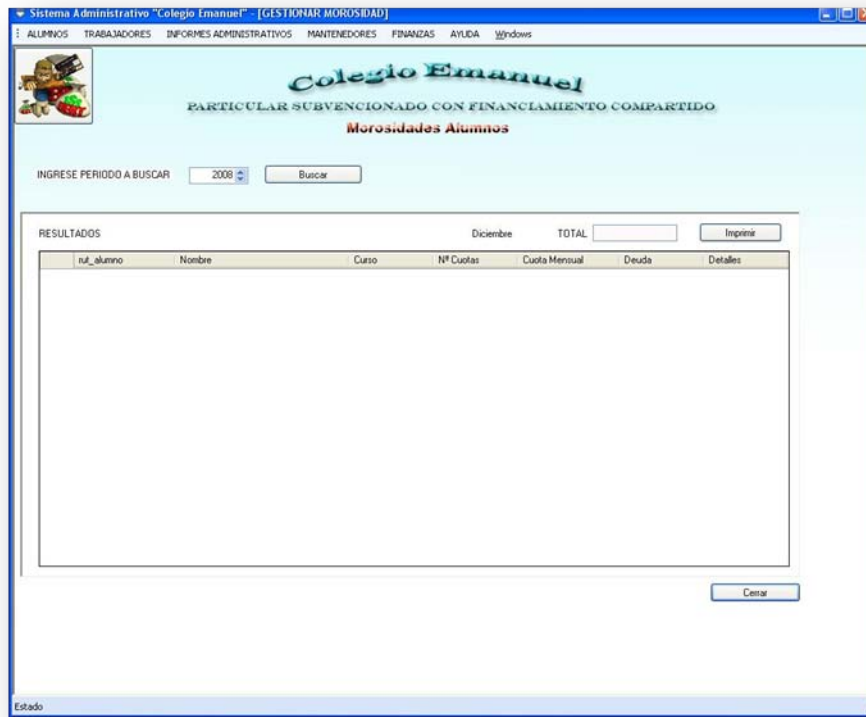 Sistema Administrativo "Colegio Emanuel" - [GESTIONAR MOROSIDAD]
ALUMNOS TRABAJADORES INFORMES ADMINISTRATIVOS MANTENEDORES FINANZAS AYUDA Windows
Colegio Emanuel
PARTICULAR SUBVENCIONADO CON FINANCIAMIENTO COMPARTIDO
Morosidades Alumnos
INGRESE PERIODO A BUSCAR 2008 Buscar
RESULTADOS Diciembre TOTAL Imprimir
rut_alumno Nombre Curso Nº Cuotas Cuota Mensual Deuda Detalles
Cerrar
Estado